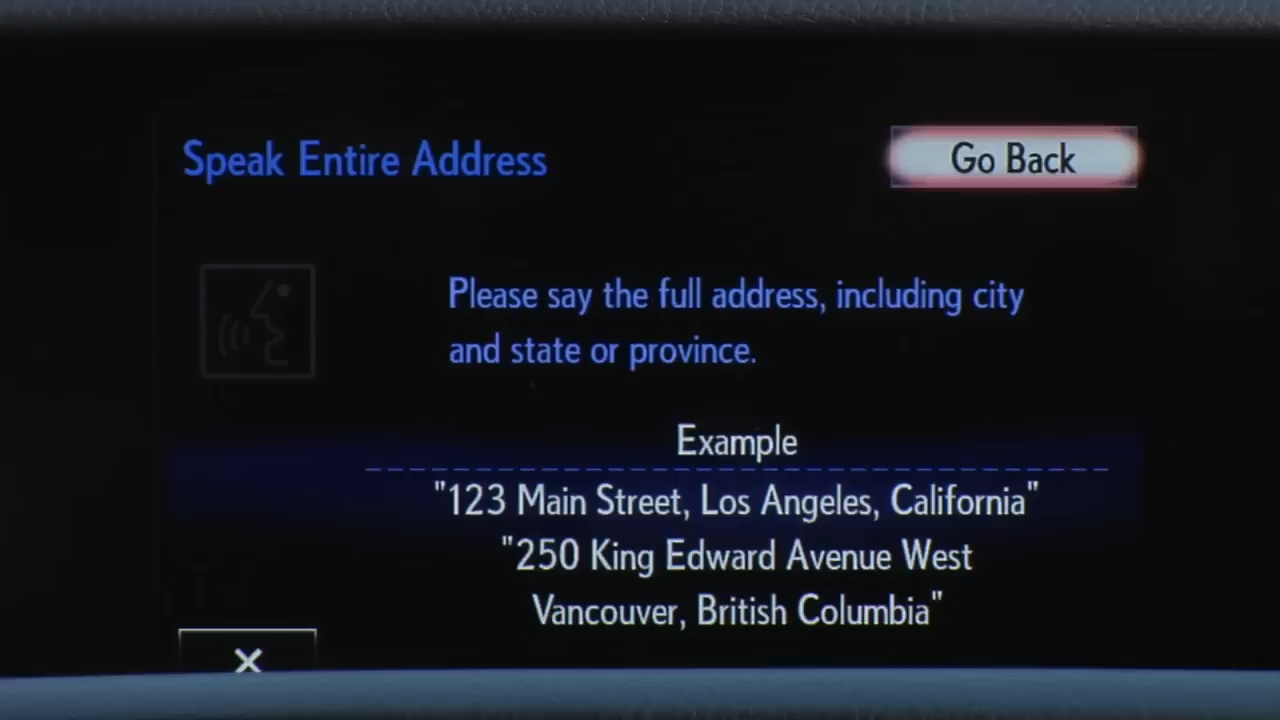 Speak Entire Address
Go Back
Please say the full address, including city
and state or province.
Example
"123 Main Street, Los Angeles, California"
"250 King Edward Avenue West
Vancouver, British Columbia"
X